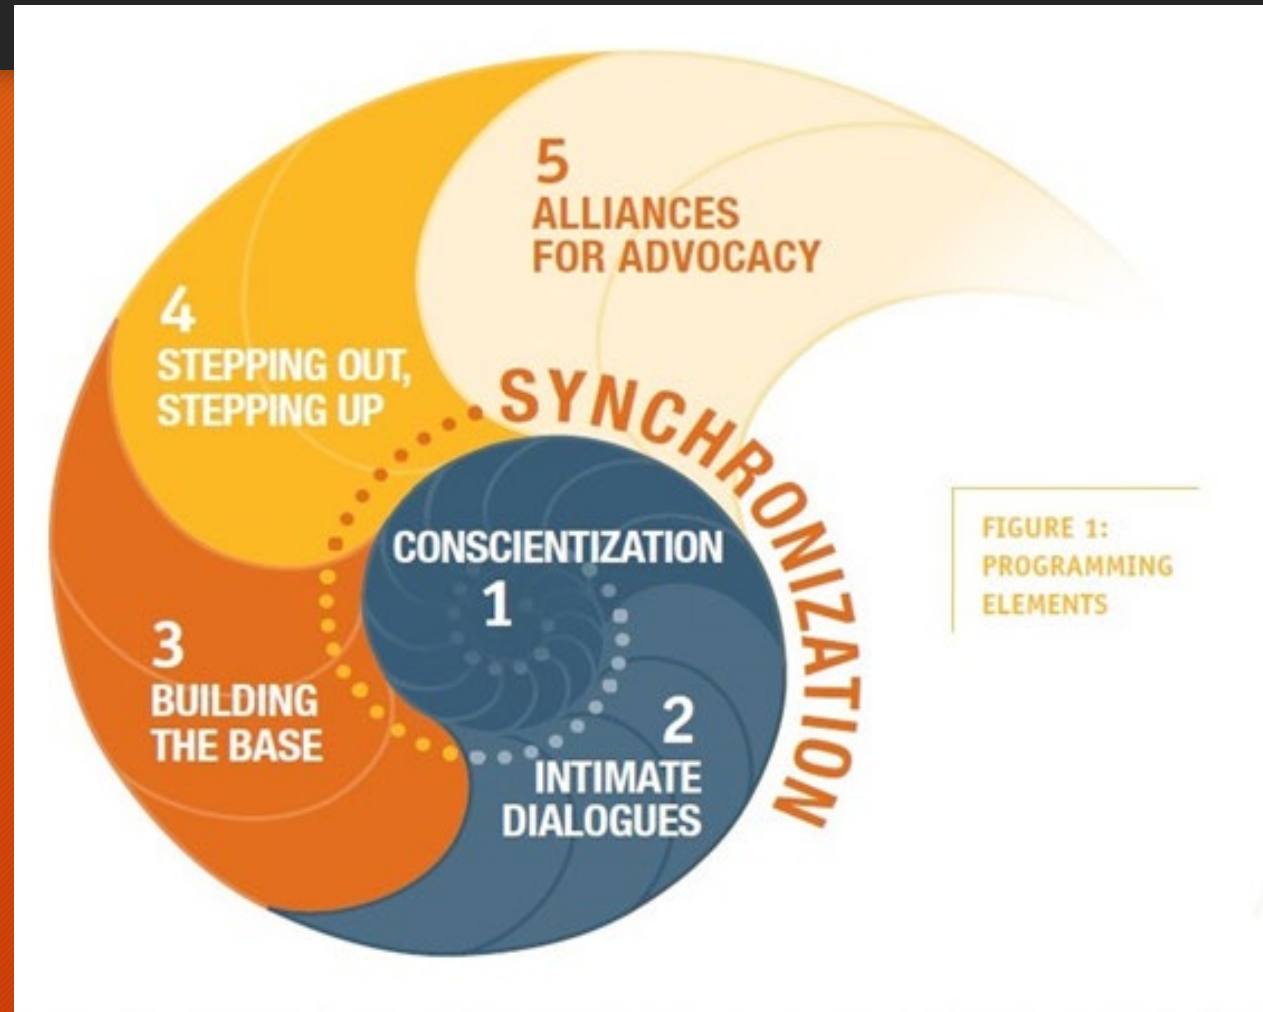 CONSCIENTIZATION
1
2
INTIMATE
DIALOGUES
3
BUILDING
THE BASE
4
STEPPING OUT,
STEPPING UP
5
ALLIANCES
FOR ADVOCACY
SYNCHRONIZATION
FIGURE 1:
PROGRAMMING
ELEMENTS